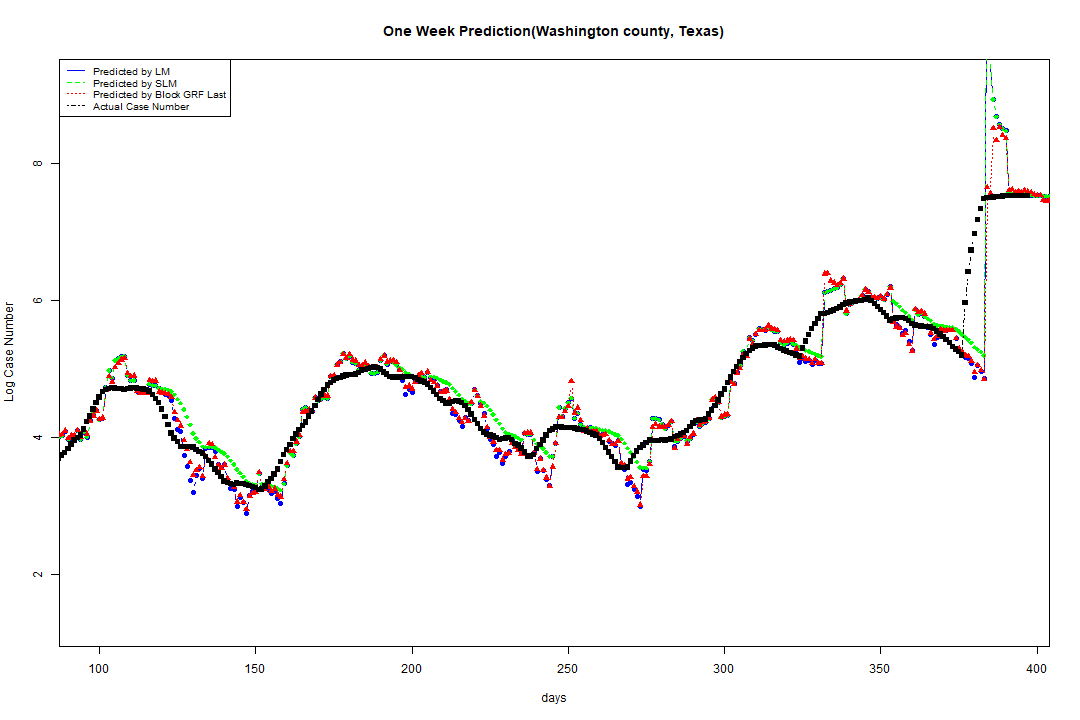 One Week Prediction(Washington county, Texas)
Predicted by LM
Predicted by SLM
Predicted by Block GRF Last
Actual Case Number
8
6
4
2
Log Case Number
100 150 200 250 300 350 400
days